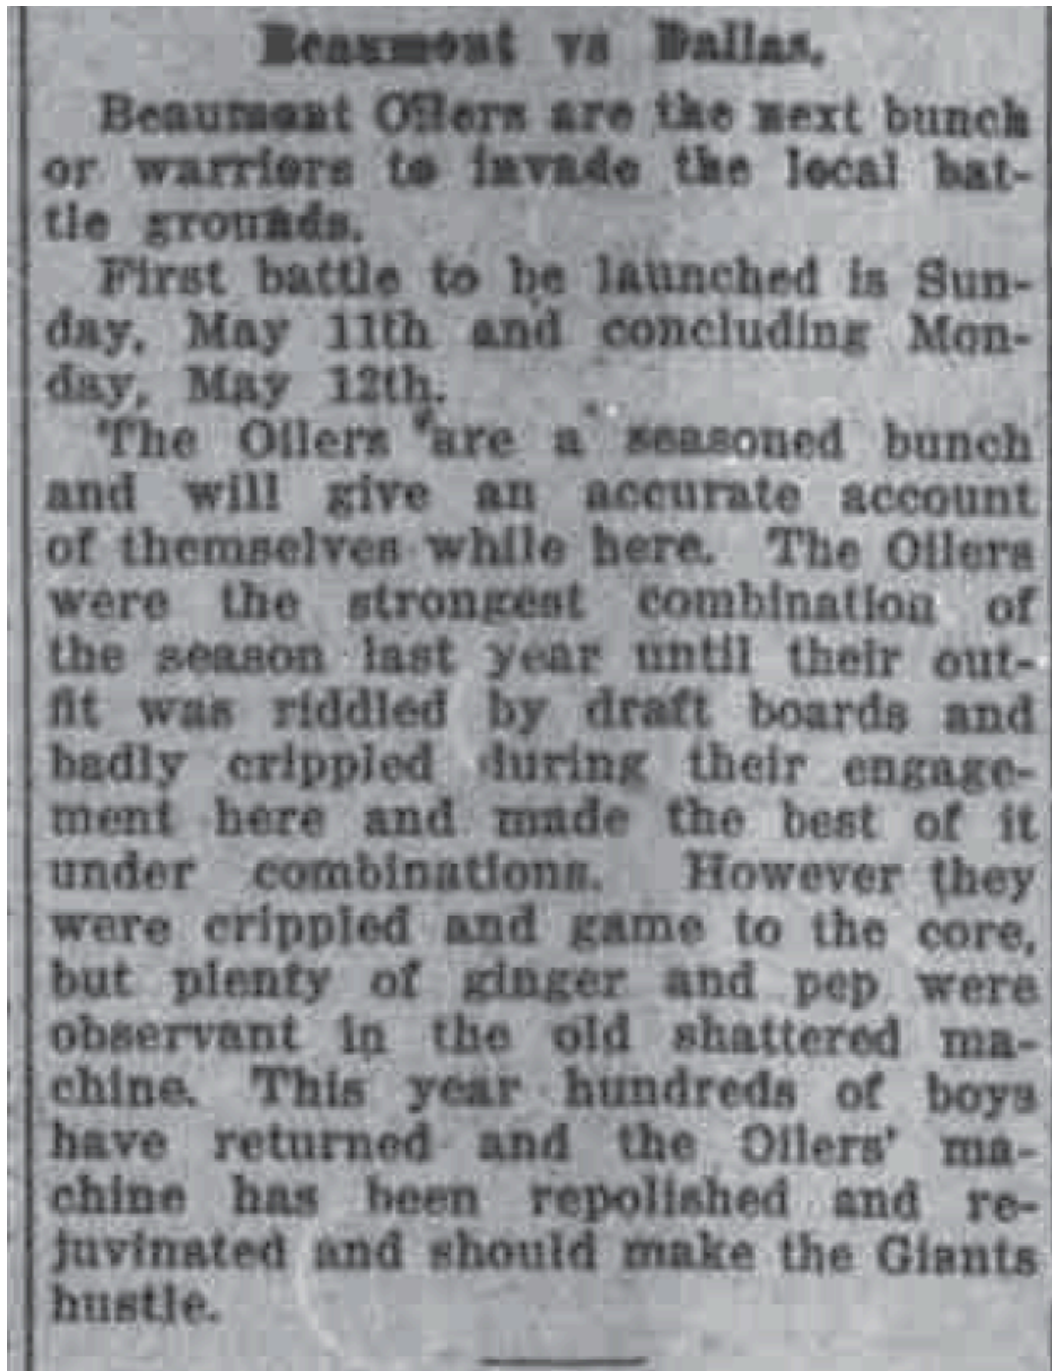 Beaumont vs Dallas.
Beaumont Oilers are the next bunch
or warriors to invade the local bat-
tle grounds.
First battle to be launched is Sun-
day, May 11th and concluding Mon-
day, May 12th.
The Oilers are a seasoned bunch
and will give an accurate account
of themselves while here. The Oilers
were the strongest combination of
the season last year until their out-
fit was riddled by draft boards and
badly crippled during their engage-
ment here and made the best of it
under combinations. However they
were crippled and game to the core,
but plenty of ginger and pep were
observant in the old shattered ma-
chine. This year hundreds of boys
have returned and the Oilers' ma-
chine has been repolished and re-
juvinated and should make the Giants
hustle.